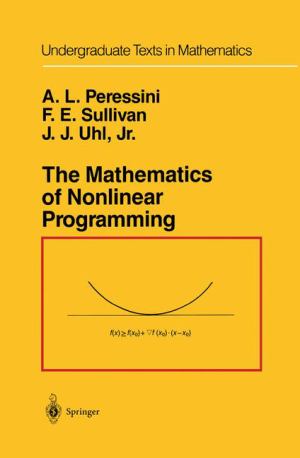 Undergraduate Texts in Mathematics
A. L. Peressini
F. E. Sullivan
J. J. Uhl, Jr.
The Mathematics
of Nonlinear
Programming
f(x) ≥ f(x₀) + ▽f (x₀) · (x − x₀)
Springer